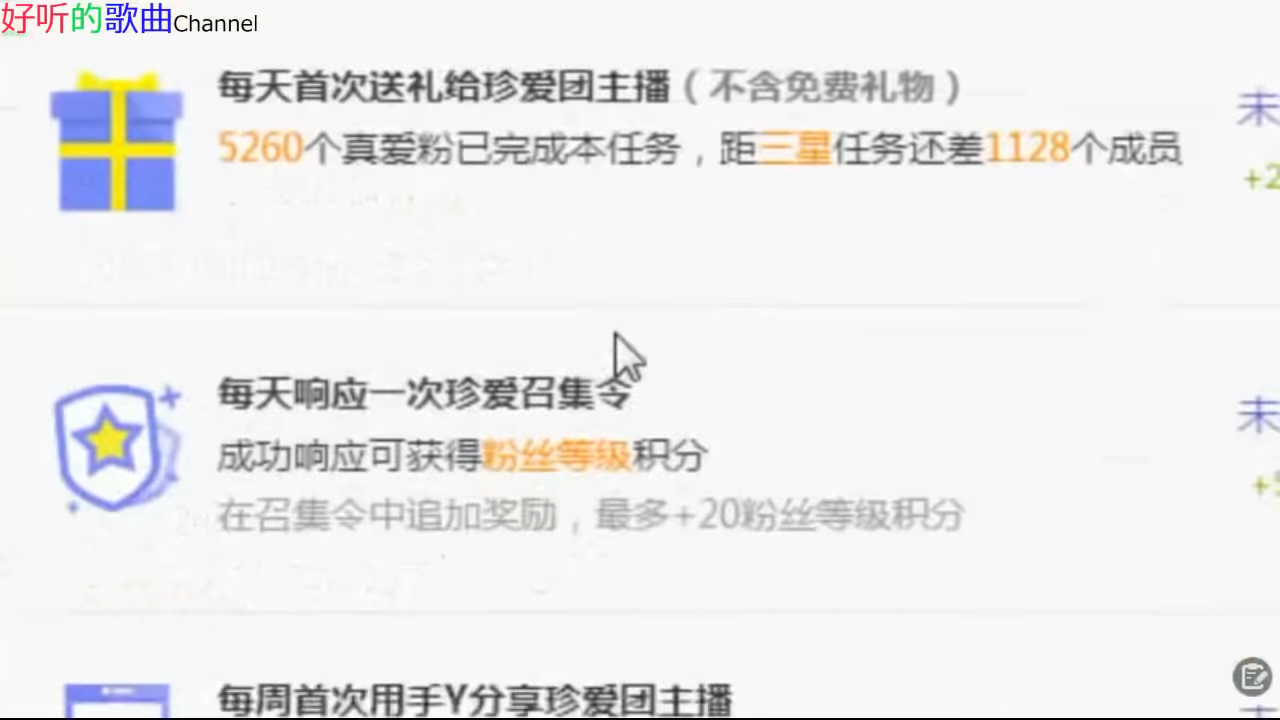 好听的歌曲Channel
每天首次送礼给珍爱团主播（不含免费礼物）
未
5260个真爱粉已完成本任务，距三星任务还差1128个成员
+2
每天响应一次珍爱召集令
未
成功响应可获得粉丝等级积分
在召集令中追加奖励，最多+20粉丝等级积分
每周首次用手Y分享珍爱团主播